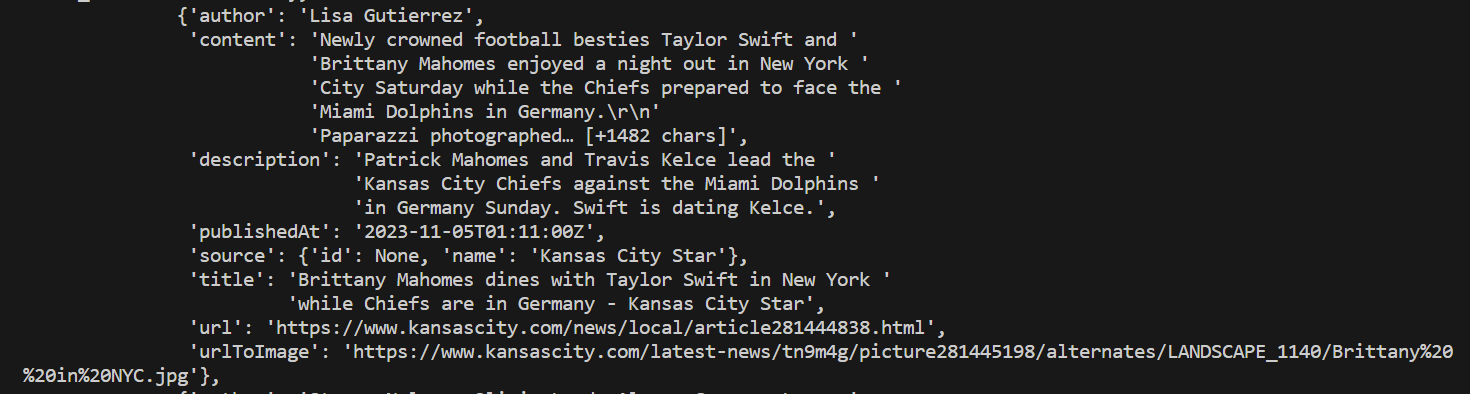 {'author': 'Lisa Gutierrez',
'content': 'Newly crowned football besties Taylor Swift and '
'Brittany Mahomes enjoyed a night out in New York '
'City Saturday while the Chiefs prepared to face the '
'Miami Dolphins in Germany.\r\n'
'Paparazzi photographed… [+1482 chars]',
'description': 'Patrick Mahomes and Travis Kelce lead the '
'Kansas City Chiefs against the Miami Dolphins '
'in Germany Sunday. Swift is dating Kelce.',
'publishedAt': '2023-11-05T01:11:00Z',
'source': {'id': None, 'name': 'Kansas City Star'},
'title': 'Brittany Mahomes dines with Taylor Swift in New York '
'while Chiefs are in Germany - Kansas City Star',
'url': 'https://www.kansascity.com/news/local/article281444838.html',
'urlToImage': 'https://www.kansascity.com/latest-news/tn9m4g/picture281445198/alternates/LANDSCAPE_1140/Brittany%20
%20in%20NYC.jpg'},